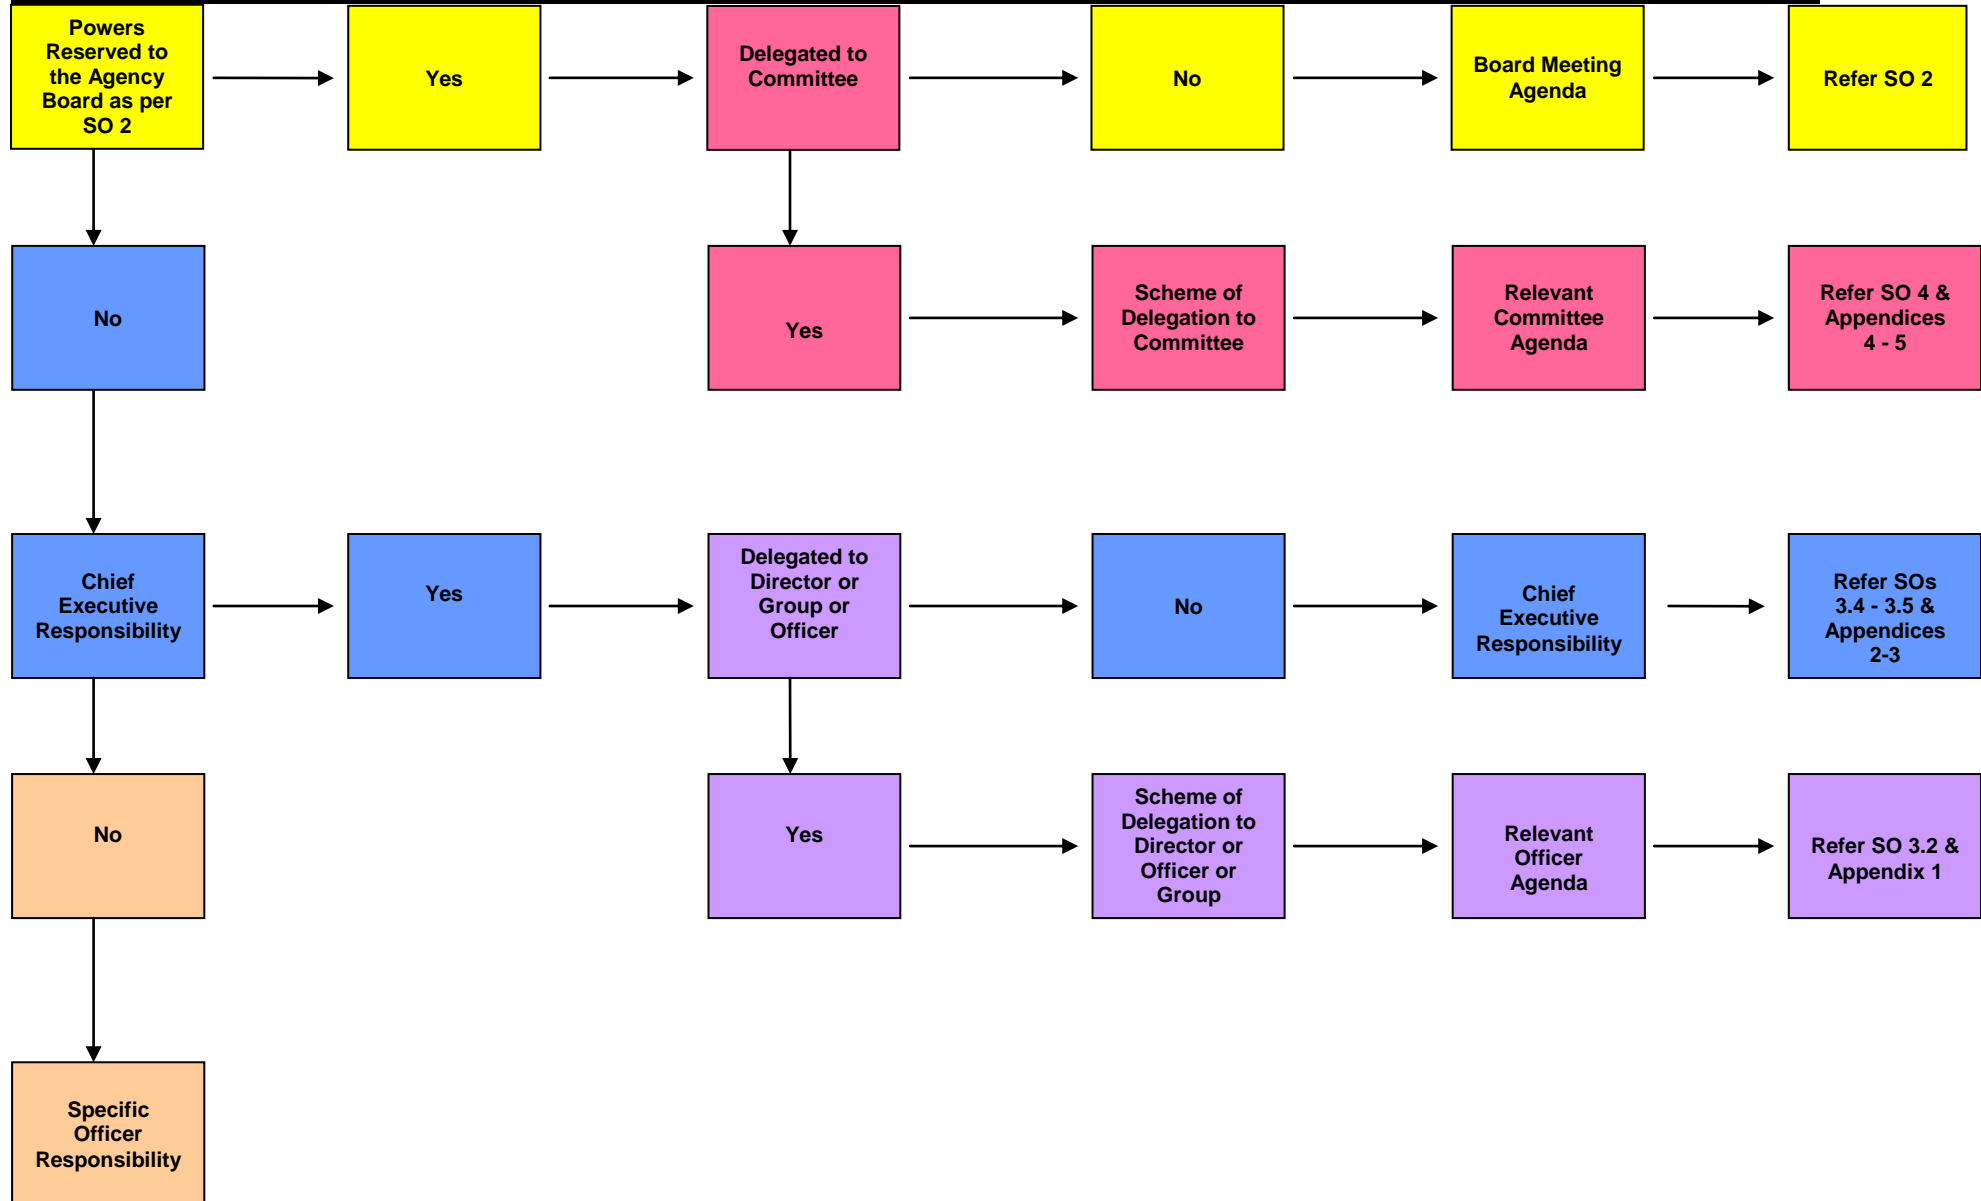 Powers
Reserved to
the Agency
Board as per
SO 2
Yes
Delegated to
Committee
No
Board Meeting
Agenda
Refer SO 2
No
Yes
Scheme of
Delegation to
Committee
Relevant
Committee
Agenda
Refer SO 4 &
Appendices
4 - 5
Chief
Executive
Responsibility
Yes
Delegated to
Director or
Group or
Officer
No
Chief
Executive
Responsibility
Refer SOs
3.4 - 3.5 &
Appendices
2-3
No
Yes
Scheme of
Delegation to
Director or
Officer or
Group
Relevant
Officer
Agenda
Refer SO 3.2 &
Appendix 1
Specific
Officer
Responsibility